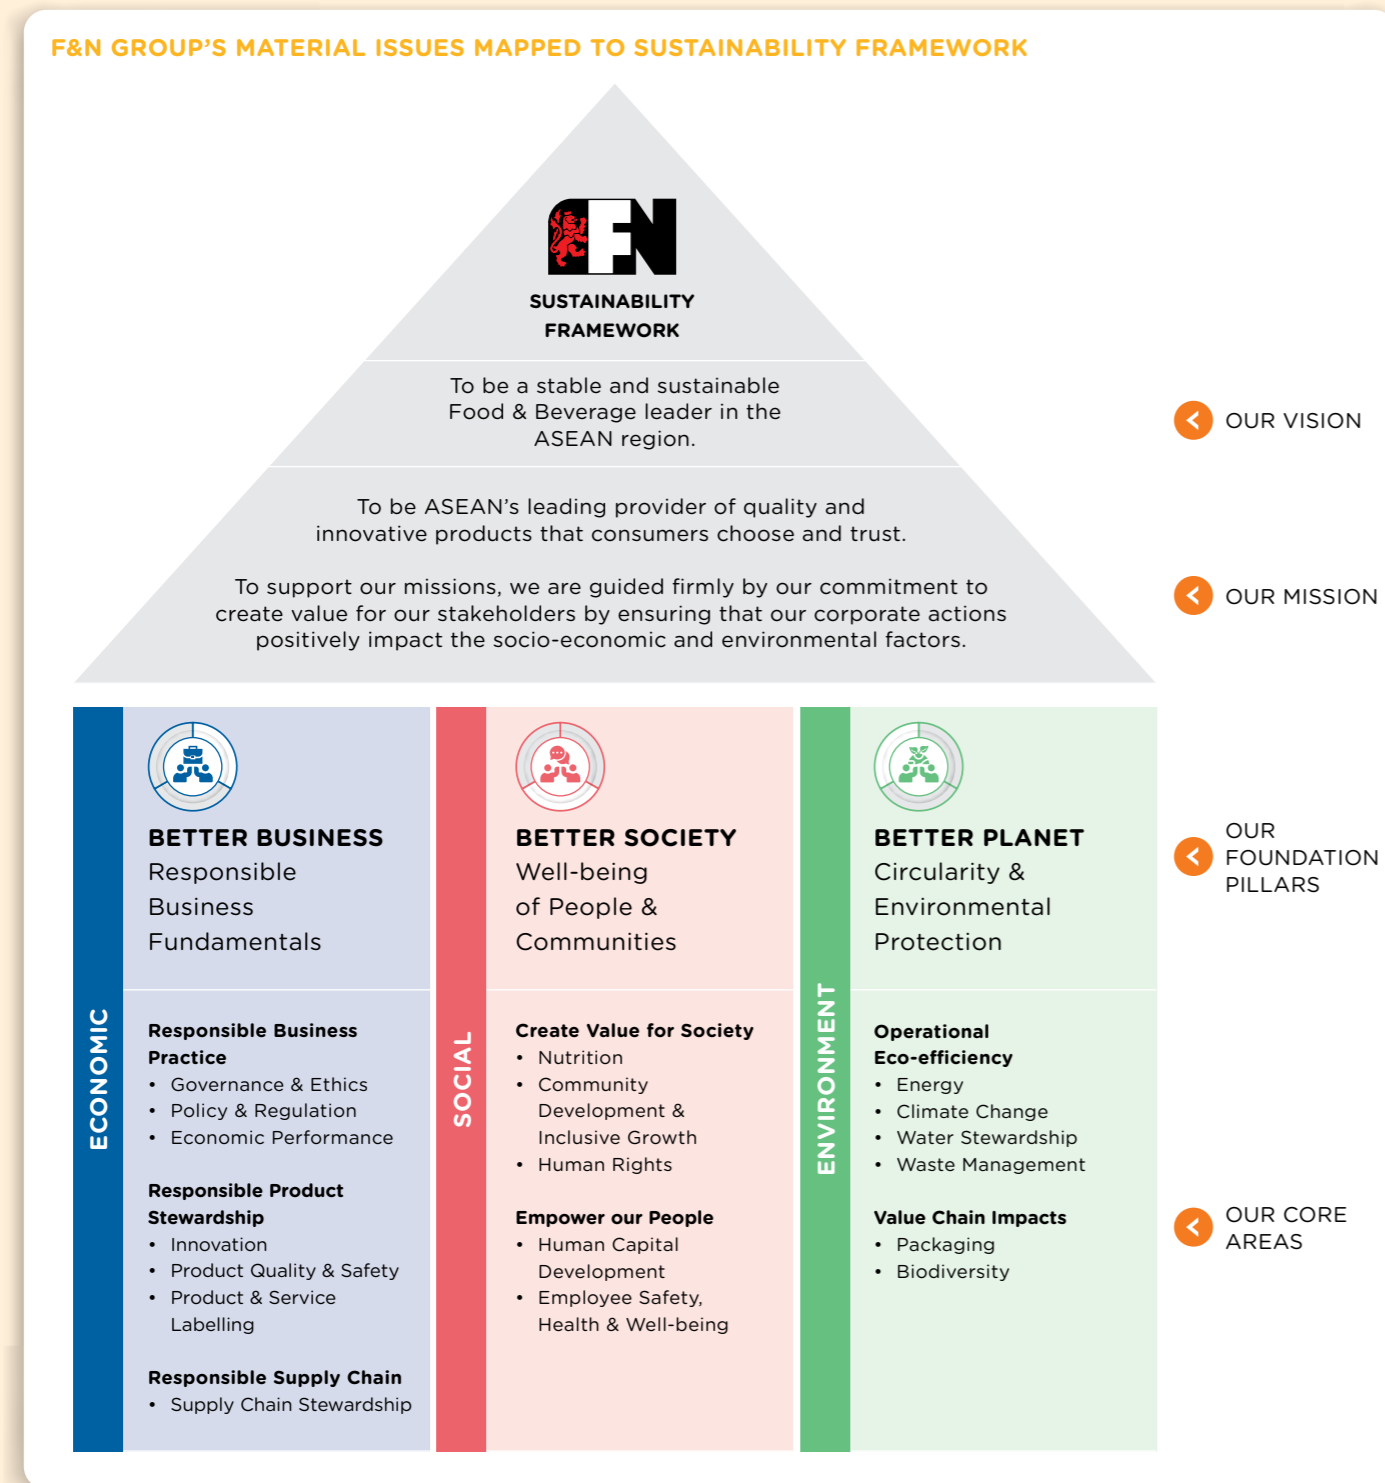 F&N GROUP'S MATERIAL ISSUES MAPPED TO SUSTAINABILITY FRAMEWORK
FN
SUSTAINABILITY
FRAMEWORK
To be a stable and sustainable
Food & Beverage leader in the
ASEAN region.
OUR VISION
To be ASEAN's leading provider of quality and
innovative products that consumers choose and trust.
To support our missions, we are guided firmly by our commitment to
create value for our stakeholders by ensuring that our corporate actions
positively impact the socio-economic and environmental factors.
OUR MISSION
ECONOMIC
BETTER BUSINESS
Responsible
Business
Fundamentals
Responsible Business
Practice
• Governance & Ethics
• Policy & Regulation
• Economic Performance
Responsible Product
Stewardship
• Innovation
• Product Quality & Safety
• Product & Service
Labelling
Responsible Supply Chain
• Supply Chain Stewardship
SOCIAL
BETTER SOCIETY
Well-being
of People &
Communities
Create Value for Society
• Nutrition
• Community
Development &
Inclusive Growth
• Human Rights
Empower our People
• Human Capital
Development
• Employee Safety,
Health & Well-being
ENVIRONMENT
BETTER PLANET
Circularity &
Environmental
Protection
Operational
Eco-efficiency
• Energy
• Climate Change
• Water Stewardship
• Waste Management
Value Chain Impacts
• Packaging
• Biodiversity
OUR
FOUNDATION
PILLARS
OUR CORE
AREAS